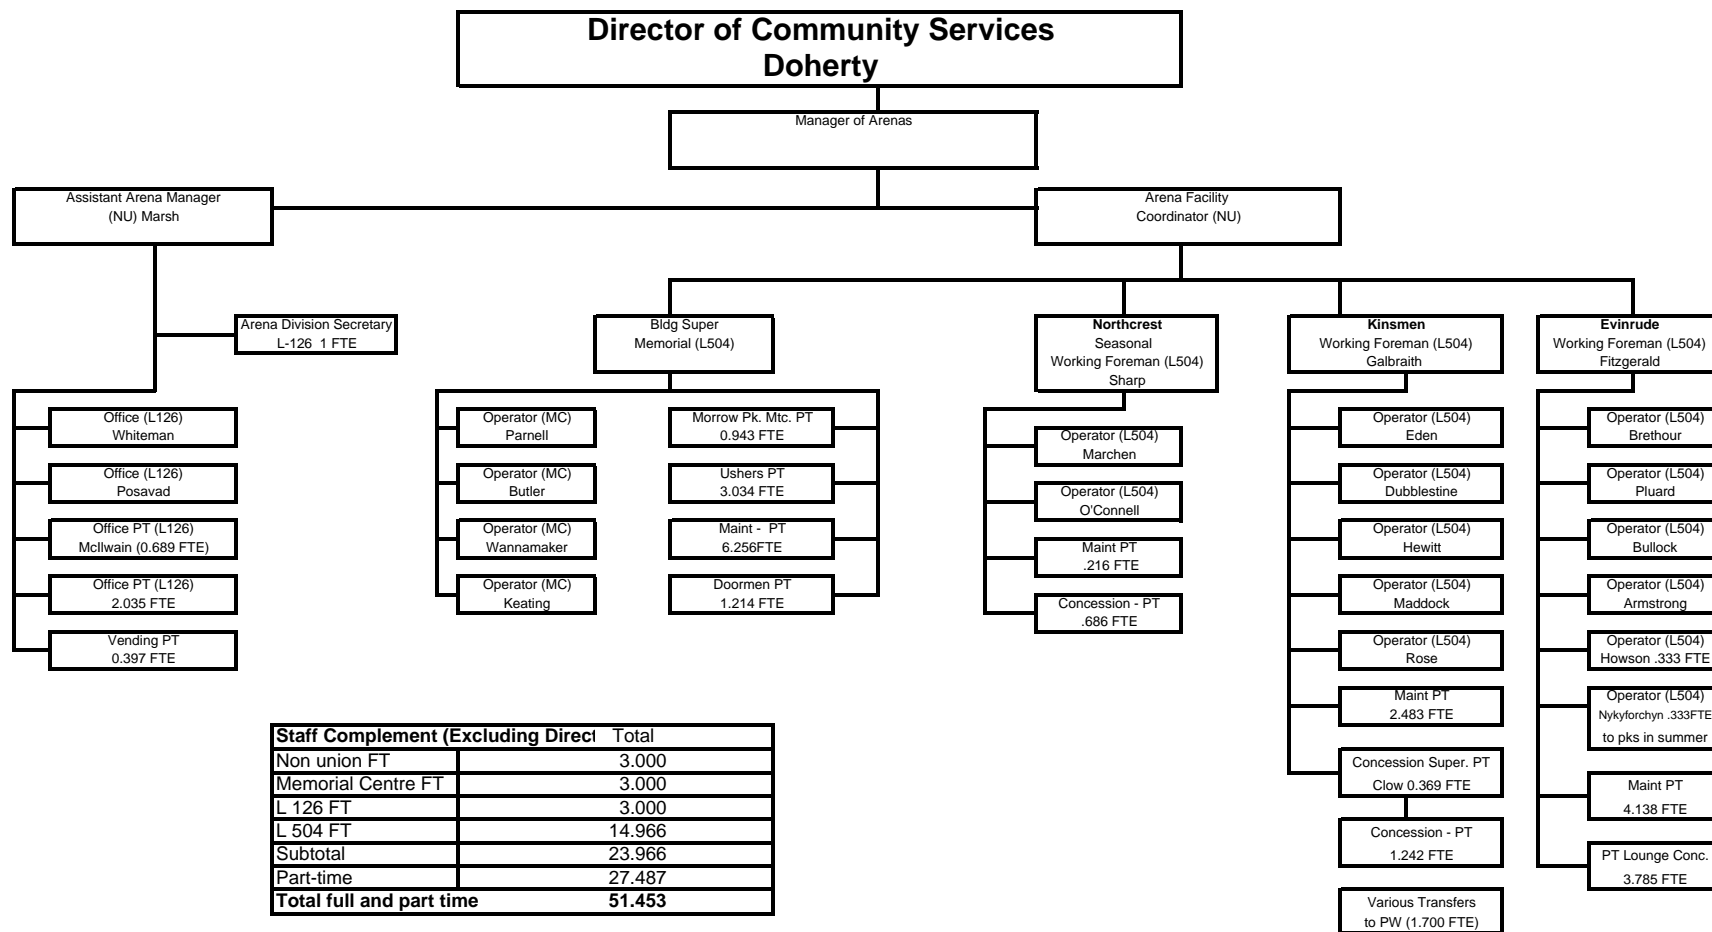 Director of Community Services
Doherty
Manager of Arenas
Assistant Arena Manager
(NU) Marsh
Arena Facility
Coordinator (NU)
Arena Division Secretary
L-126 1 FTE
Bldg Super
Memorial (L504)
Northcrest
Seasonal
Working Foreman (L504)
Sharp
Kinsmen
Working Foreman (L504)
Galbraith
Evinrude
Working Foreman (L504)
Fitzgerald
Office (L126)
Whiteman
Office (L126)
Posavad
Office PT (L126)
McIlwain (0.689 FTE)
Office PT (L126)
2.035 FTE
Vending PT
0.397 FTE
Operator (MC)
Parnell
Operator (MC)
Butler
Operator (MC)
Wannamaker
Operator (MC)
Keating
Morrow Pk. Mtc. PT
0.943 FTE
Ushers PT
3.034 FTE
Maint - PT
6.256FTE
Doormen PT
1.214 FTE
Operator (L504)
Marchen
Operator (L504)
O'Connell
Maint PT
.216 FTE
Concession - PT
.686 FTE
Operator (L504)
Eden
Operator (L504)
Dubblestine
Operator (L504)
Hewitt
Operator (L504)
Maddock
Operator (L504)
Rose
Maint PT
2.483 FTE
Concession Super. PT
Clow 0.369 FTE
Concession - PT
1.242 FTE
Various Transfers
to PW (1.700 FTE)
Operator (L504)
Brethour
Operator (L504)
Pluard
Operator (L504)
Bullock
Operator (L504)
Armstrong
Operator (L504)
Howson .333 FTE
Operator (L504)
Nykyforchyn .333FTE
to pks in summer
Maint PT
4.138 FTE
PT Lounge Conc.
3.785 FTE
Staff Complement (Excluding Direct Total
Non union FT 3.000
Memorial Centre FT 3.000
L 126 FT 3.000
L 504 FT 14.966
Subtotal 23.966
Part-time 27.487
Total full and part time 51.453